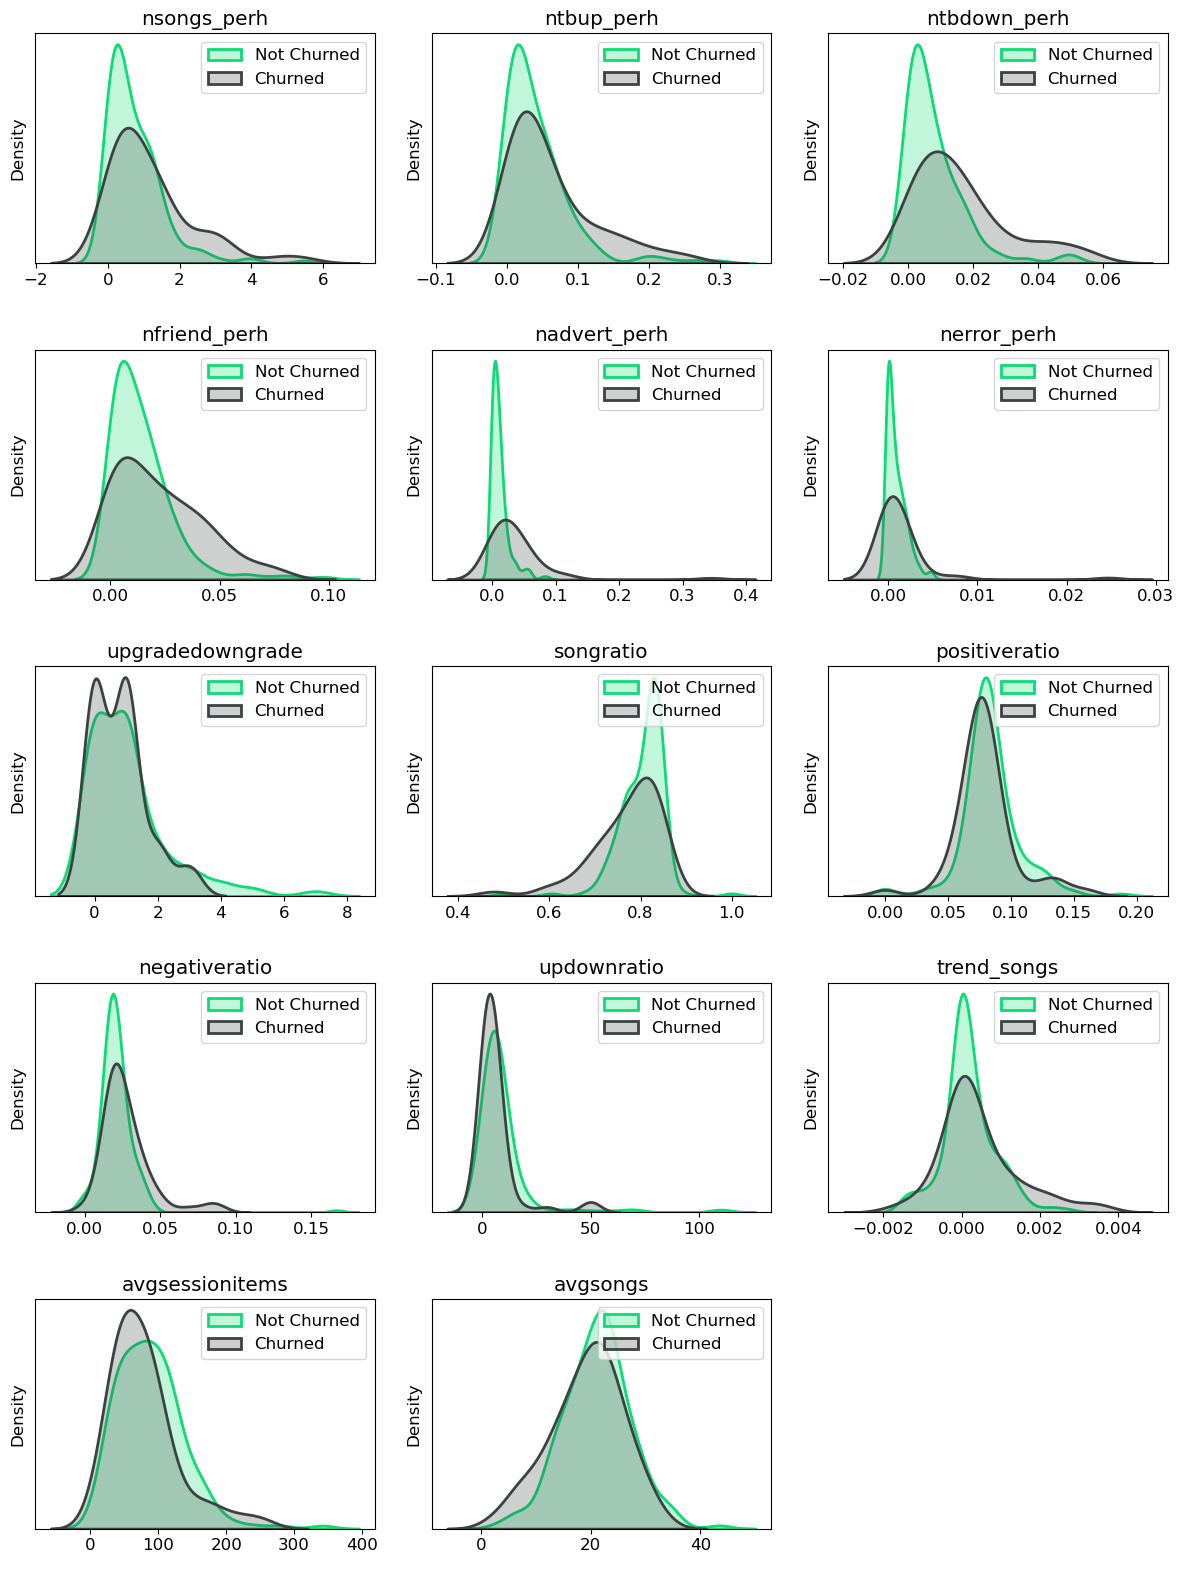 nsongs_perh
Not Churned
Churned
Density
−2 0 2 4 6
ntbup_perh
Not Churned
Churned
Density
−0.1 0.0 0.1 0.2 0.3
ntbdown_perh
Not Churned
Churned
Density
−0.02 0.00 0.02 0.04 0.06
nfriend_perh
Not Churned
Churned
Density
0.00 0.05 0.10
nadvert_perh
Not Churned
Churned
Density
0.0 0.1 0.2 0.3 0.4
nerror_perh
Not Churned
Churned
Density
0.00 0.01 0.02 0.03
upgradedowngrade
Not Churned
Churned
Density
0 2 4 6 8
songratio
Not Churned
Churned
Density
0.4 0.6 0.8 1.0
positiveratio
Not Churned
Churned
Density
0.00 0.05 0.10 0.15 0.20
negativeratio
Not Churned
Churned
Density
0.00 0.05 0.10 0.15
updownratio
Not Churned
Churned
Density
0 50 100
trend_songs
Not Churned
Churned
Density
−0.002 0.000 0.002 0.004
avgsessionitems
Not Churned
Churned
Density
0 100 200 300 400
avgsongs
Not Churned
Churned
Density
0 20 40